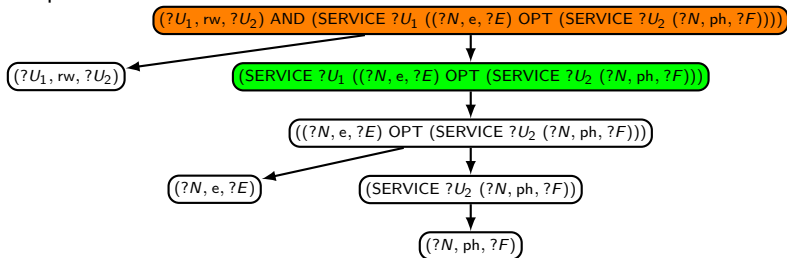 (?U₁, rw, ?U₂) AND (SERVICE ?U₁ ((?N, e, ?E) OPT (SERVICE ?U₂ (?N, ph, ?F))))
(?U₁, rw, ?U₂)
(SERVICE ?U₁ ((?N, e, ?E) OPT (SERVICE ?U₂ (?N, ph, ?F)))
((?N, e, ?E) OPT (SERVICE ?U₂ (?N, ph, ?F)))
(?N, e, ?E)
(SERVICE ?U₂ (?N, ph, ?F))
(?N, ph, ?F)